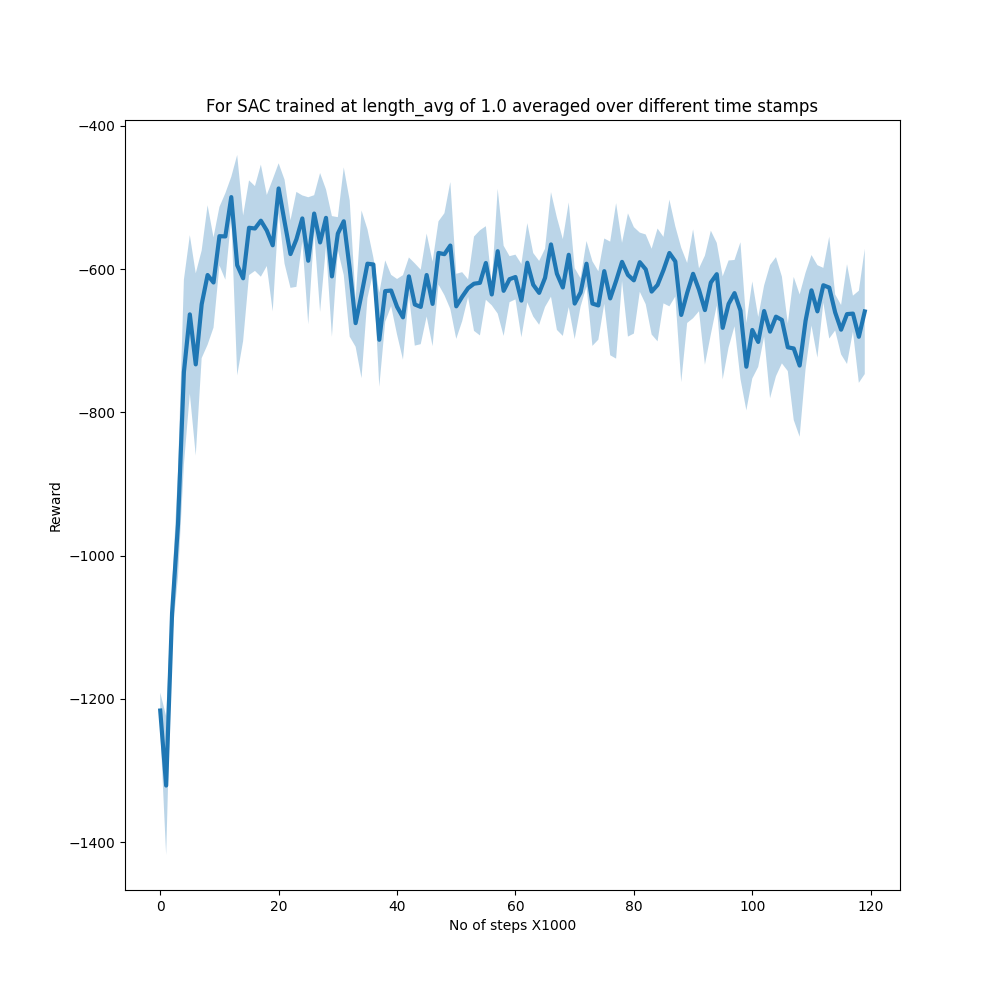 For SAC trained at length_avg of 1.0 averaged over different time stamps
−400
−600
−800
−1000
−1200
−1400
Reward
0 20 40 60 80 100 120
No of steps X1000